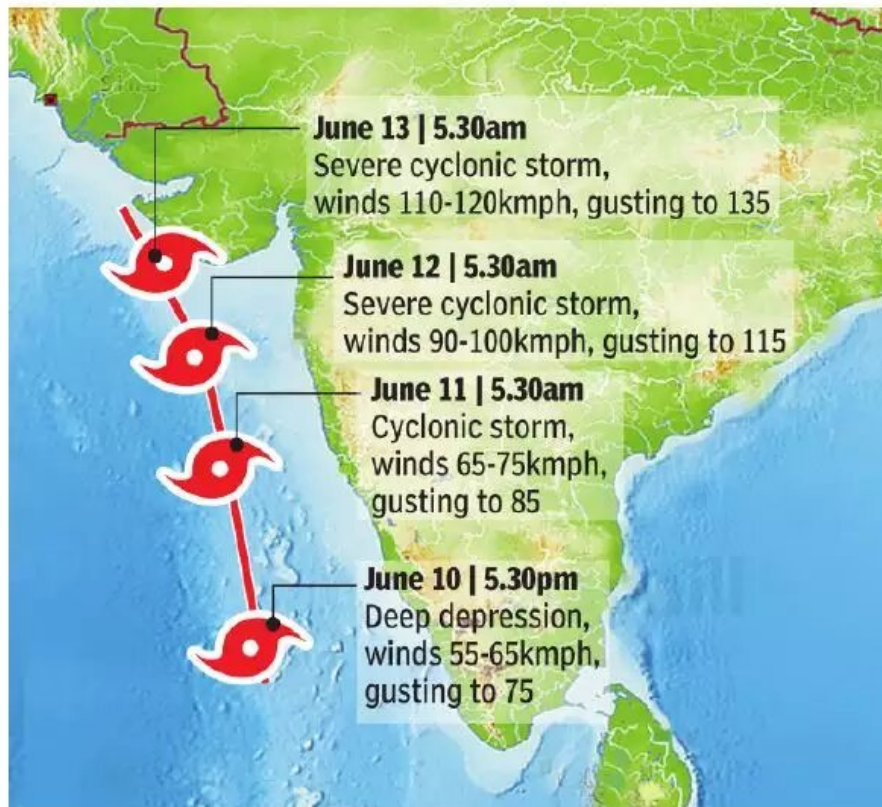 June 13 | 5.30am
Severe cyclonic storm,
winds 110-120kmph, gusting to 135
June 12 | 5.30am
Severe cyclonic storm,
winds 90-100kmph, gusting to 115
June 11 | 5.30am
Cyclonic storm,
winds 65-75kmph,
gusting to 85
June 10 | 5.30pm
Deep depression,
winds 55-65kmph,
gusting to 75